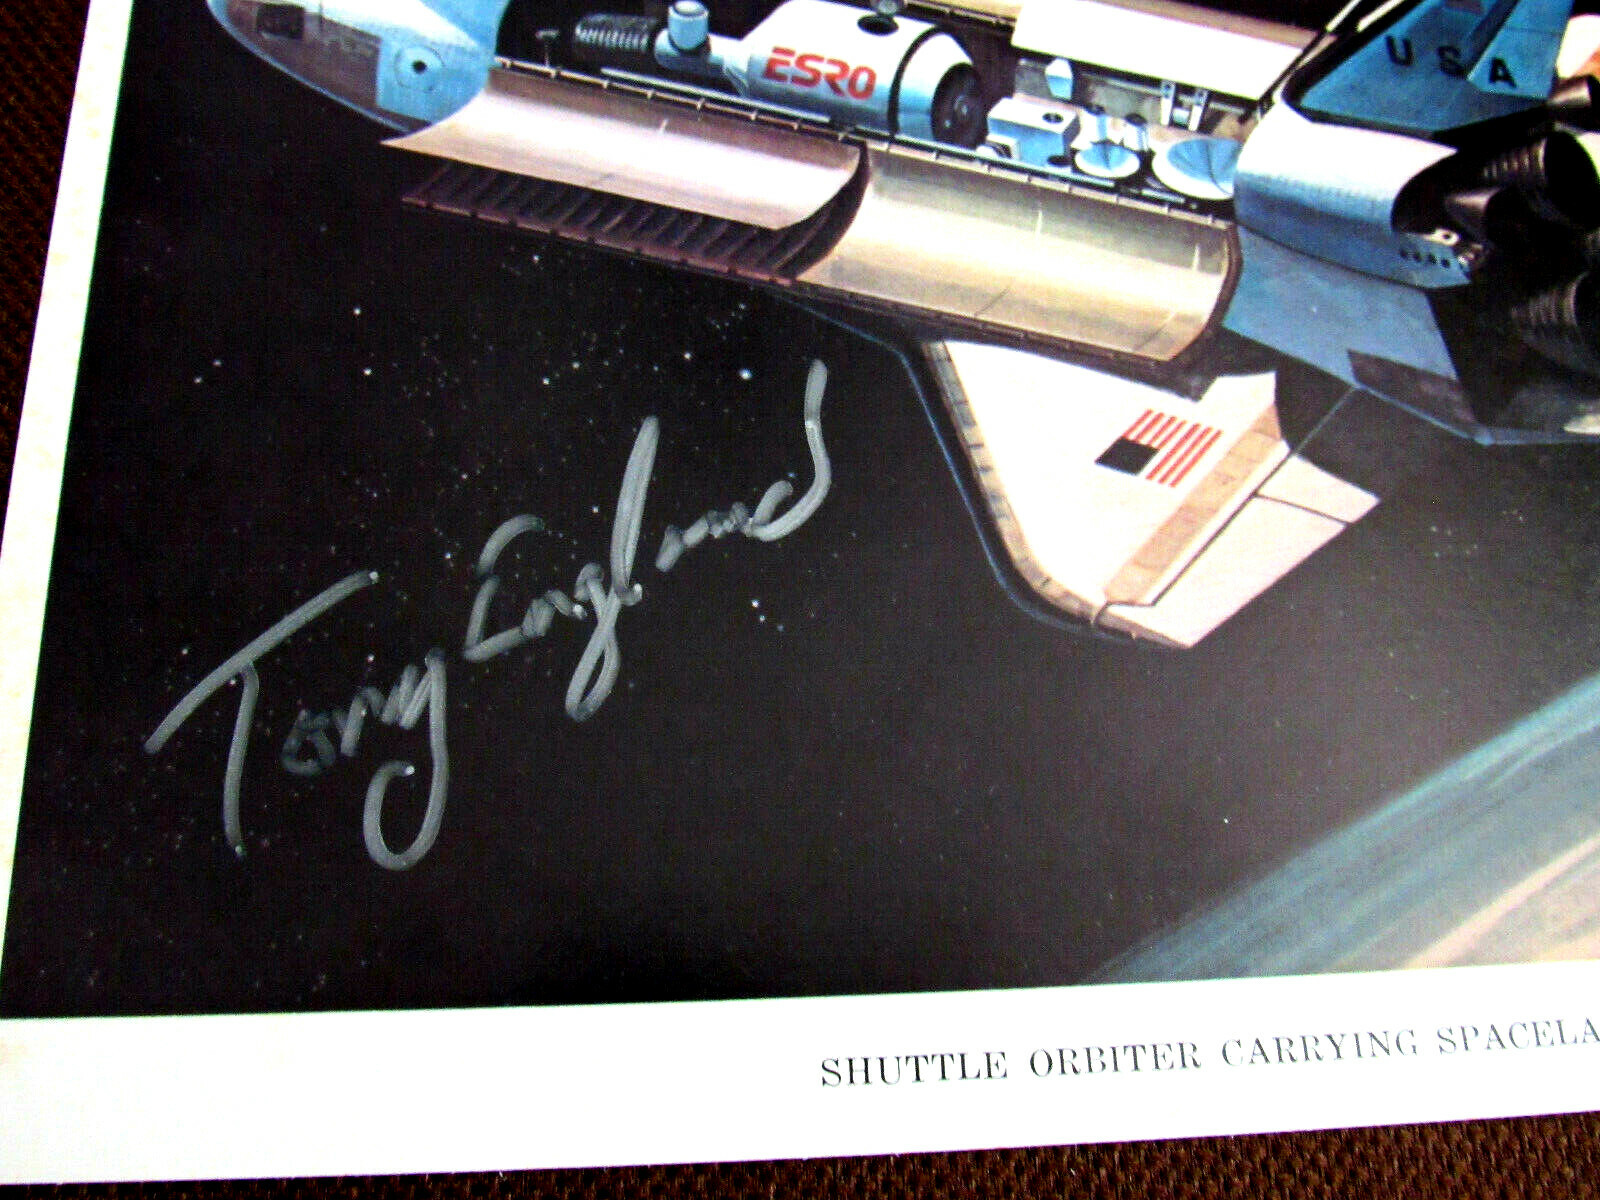 ESRO
USA
Tony England
SHUTTLE ORBITER CARRYING SPACELA